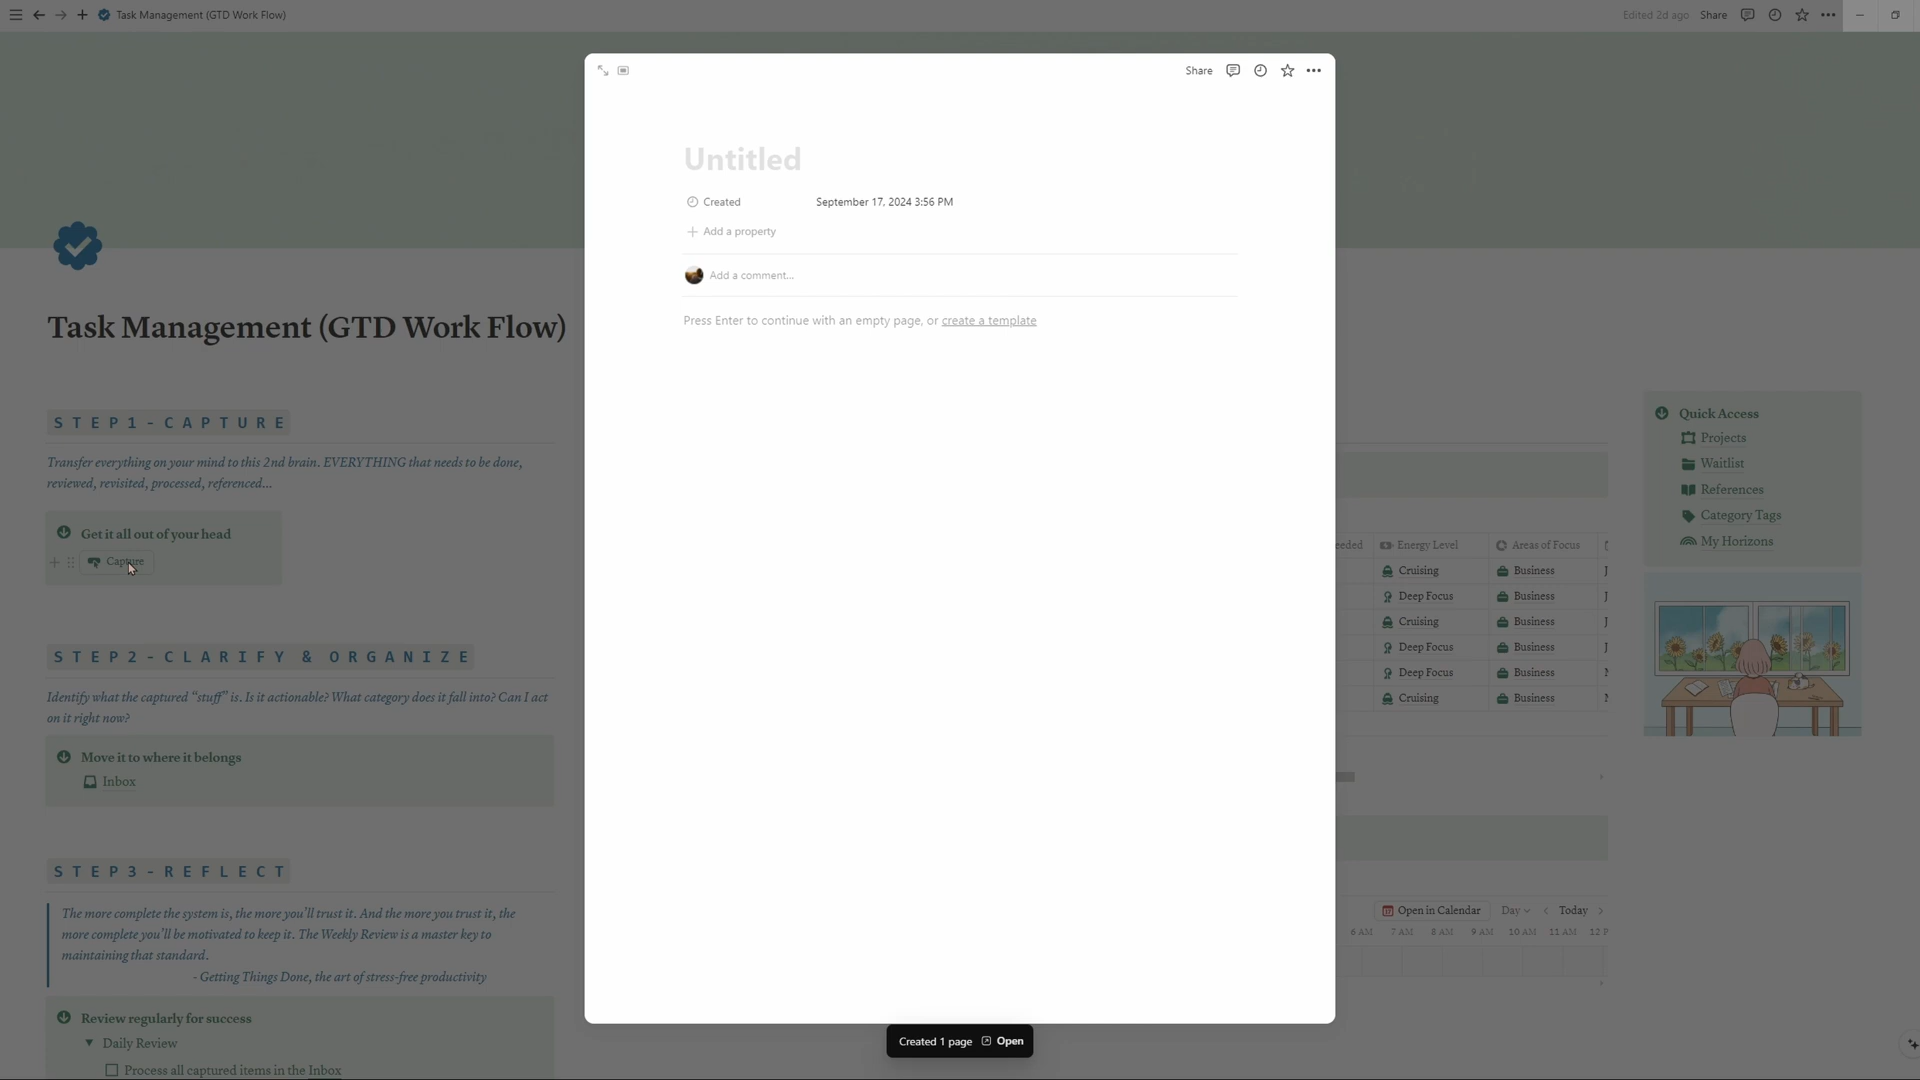 Task Management (GTD Work Flow)
Edited 2d ago
Share
Share
Untitled
Created September 17, 2024 3:56 PM
Add a property
Add a comment...
Press Enter to continue with an empty page, or create a template
Task Management (GTD Work Flow)
STEP1-CAPTURE
Transfer everything on your mind to this 2nd brain. EVERYTHING that needs to be done,
reviewed, revisited, processed, referenced...
Get it all out of your head
Capture
STEP2-CLARIFY & ORGANIZE
Identify what the captured “stuff” is. Is it actionable? What category does it fall into? Can I act
on it right now?
Move it to where it belongs
Inbox
STEP3-REFLECT
The more complete the system is, the more you’ll trust it. And the more you trust it, the
more complete you’ll be motivated to keep it. The Weekly Review is a master key to
maintaining that standard.
- Getting Things Done, the art of stress-free productivity
Review regularly for success
Daily Review
Process all captured items in the Inbox
Energy Level Areas of Focus
Cruising Business
Deep Focus Business
Cruising Business
Deep Focus Business
Deep Focus Business
Cruising Business
Open in Calendar Day Today
6 AM 7 AM 8 AM 9 AM 10 AM 11 AM
Quick Access
Projects
Waitlist
References
Category Tags
My Horizons
Created 1 page Open